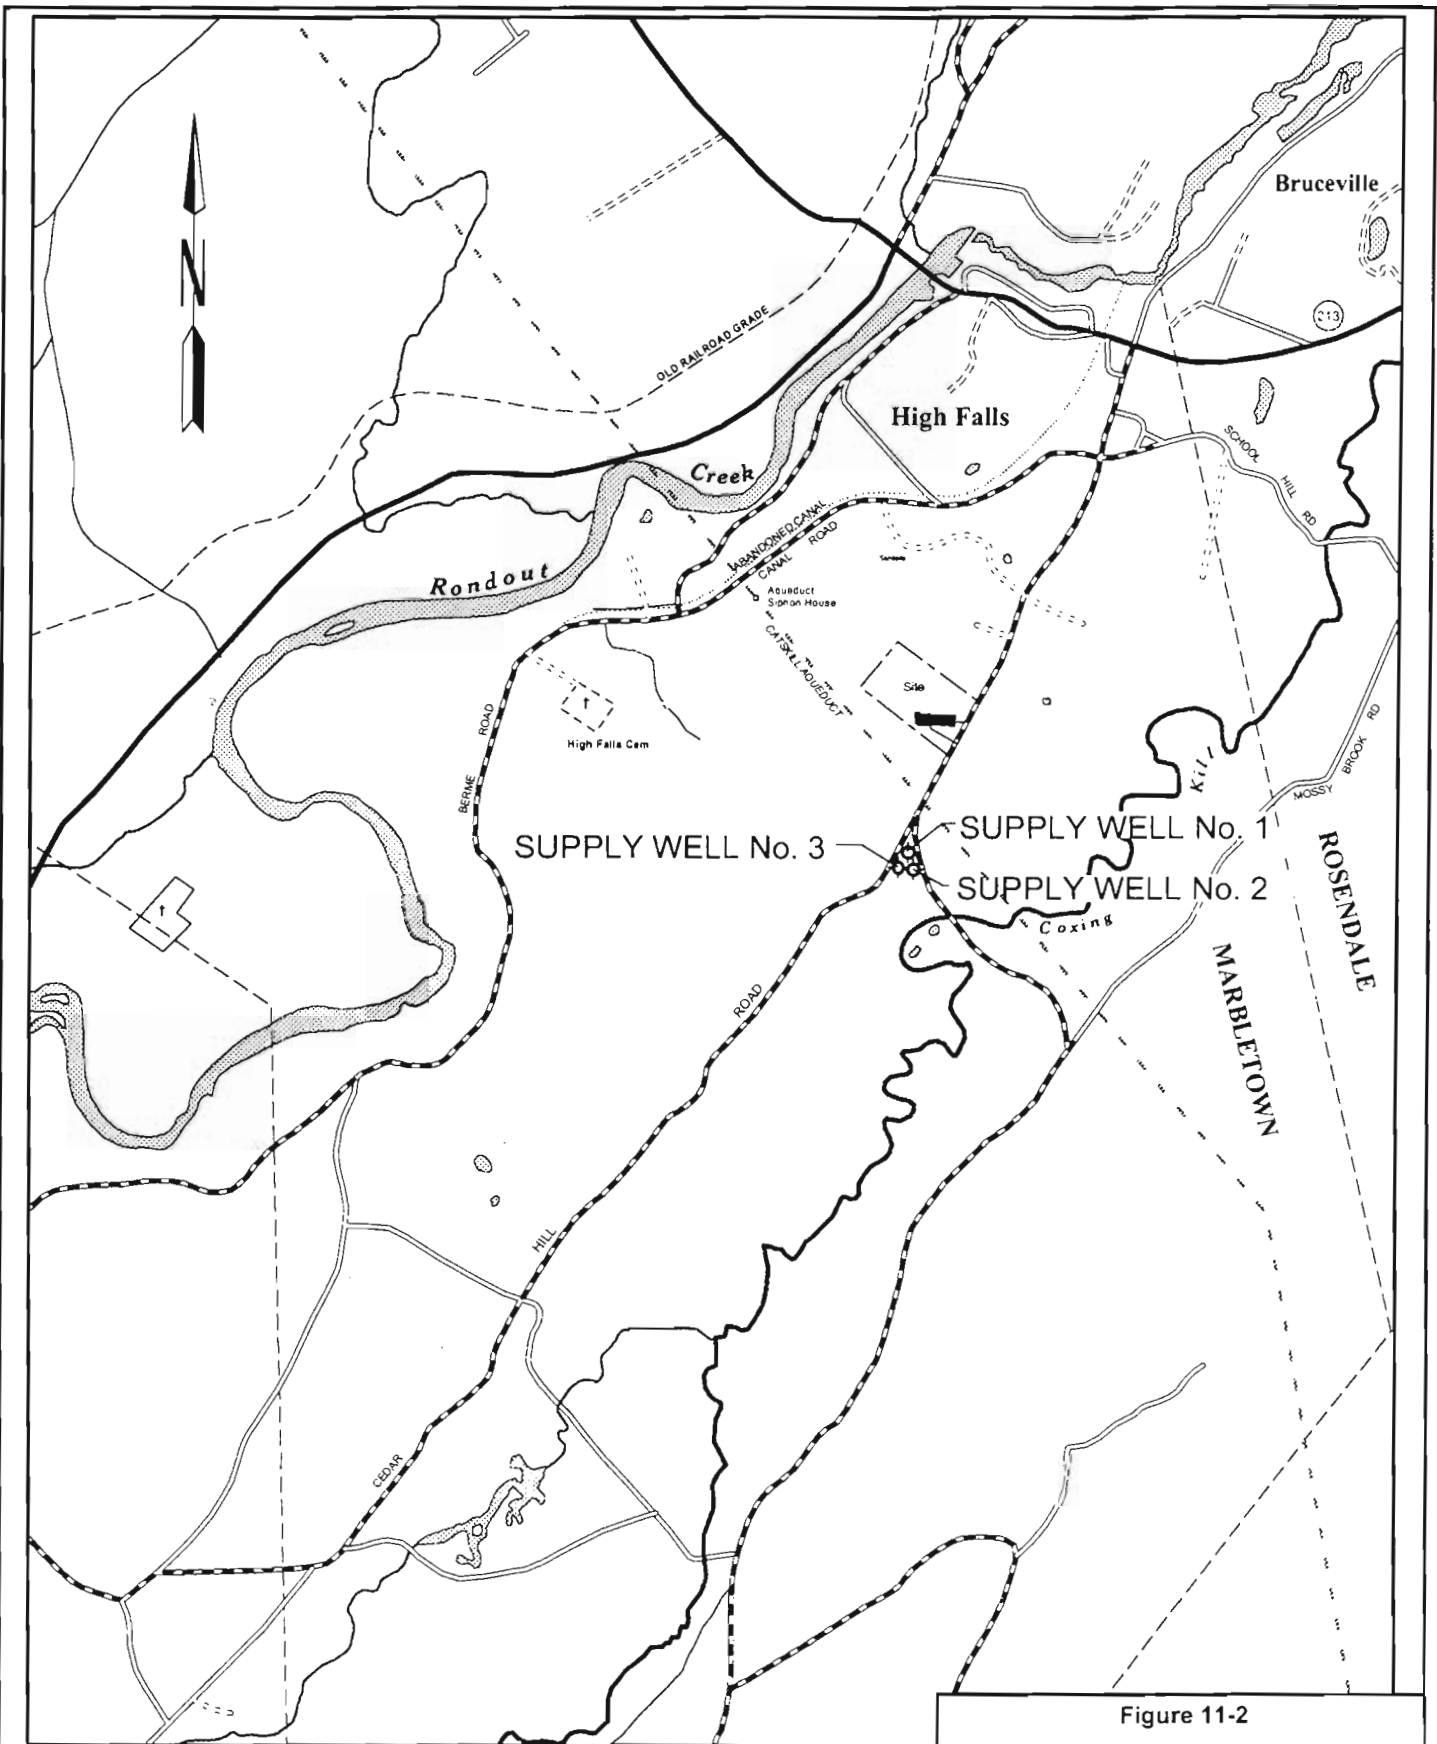 N
Bruceville
213
OLD RAILROAD GRADE
High Falls
SCHOOL HILL RD
Creek
ABANDONED CANAL
CANAL ROAD
Rondout
Aqueduct
Siphon House
CATSKILL AQUEDUCT
Site
BERME ROAD
High Falls Cem
Kill
MOSSY BROOK RD
SUPPLY WELL No. 1
SUPPLY WELL No. 3
SUPPLY WELL No. 2
Coxing
ROSENDALE
MARBLETOWN
CEDAR HILL ROAD
Figure 11-2